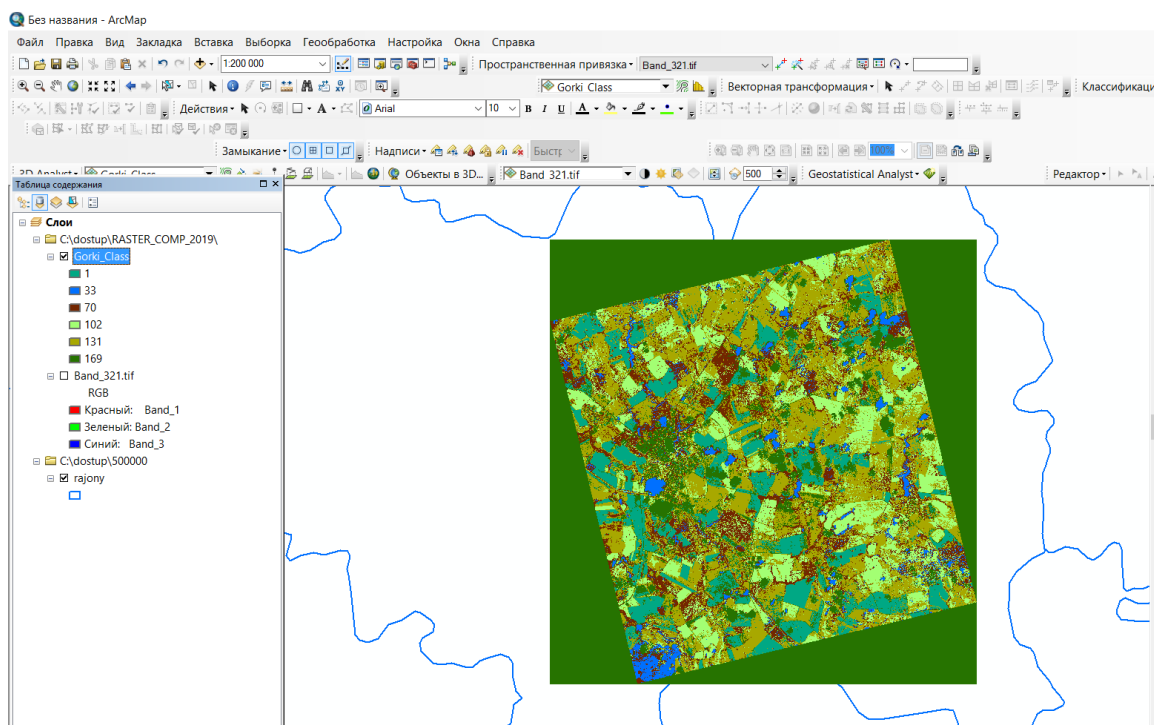 Без названия - ArcMap
Файл Правка Вид Закладка Вставка Выборка Геообработка Настройка Окна Справка
1:200 000 Пространственная привязка Band_321.tif
Gorki_Class Векторная трансформация Классификаци
Действия A Arial 10 B I U A
Замыкание Надписи Быстр 100%
3D Analyst Gorki_Class Объекты в 3D... Band_321.tif 500 Geostatistical Analyst Редактор
Таблица содержания
Слои
C:\dostup\RASTER_COMP_2019\
Gorki_Class
1
33
70
102
131
169
Band_321.tif
RGB
Красный: Band_1
Зеленый: Band_2
Синий: Band_3
C:\dostup\500000
rajony